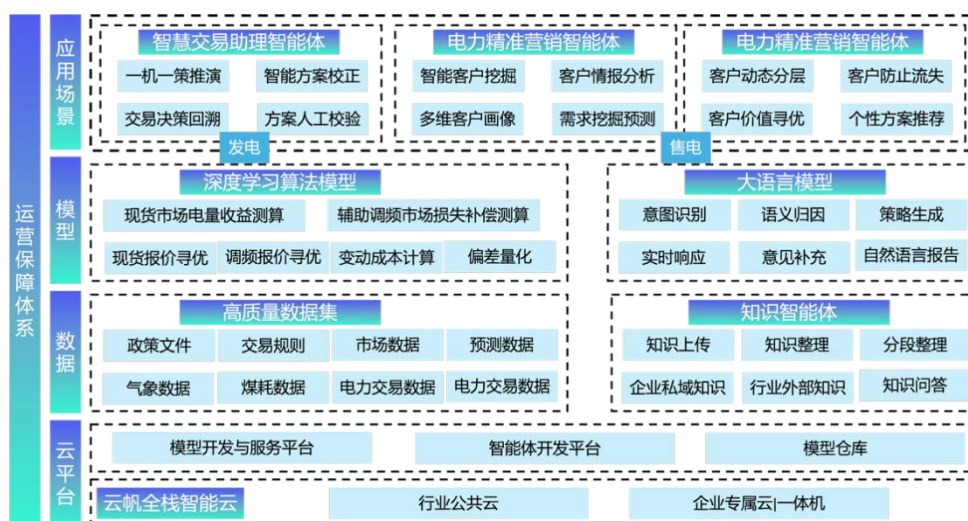 运营保障体系
应用场景
智慧交易助理智能体
一机一策推演
智能方案校正
交易决策回溯
方案人工校验
电力精准营销智能体
智能客户挖掘
客户情报分析
多维客户画像
需求挖掘预测
电力精准营销智能体
客户动态分层
客户防止流失
客户价值寻优
个性方案推荐
发电
售电
模型
深度学习算法模型
现货市场电量收益测算
辅助调频市场损失补偿测算
现货报价寻优
调频报价寻优
变动成本计算
偏差量化
大语言模型
意图识别
语义归因
策略生成
实时响应
意见补充
自然语言报告
数据
高质量数据集
政策文件
交易规则
市场数据
预测数据
气象数据
煤耗数据
电力交易数据
电力交易数据
知识智能体
知识上传
知识整理
分段整理
企业私域知识
行业外部知识
知识问答
云平台
模型开发与服务平台
智能体开发平台
模型仓库
云帆全栈智能云
行业公共云
企业专属云|一体机